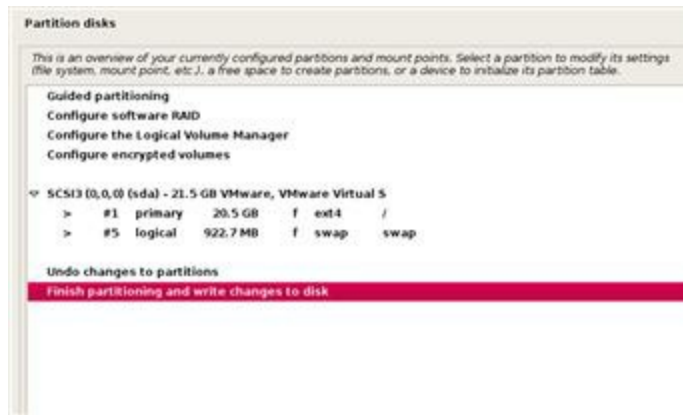 Partition disks
This is an overview of your currently configured partitions and mount points. Select a partition to modify its settings
(file system, mount point, etc.), a free space to create partitions, or a device to initialize its partition table.
Guided partitioning
Configure software RAID
Configure the Logical Volume Manager
Configure encrypted volumes
SCSI3 (0,0,0) (sda) - 21.5 GB VMware, VMware Virtual S
> #1 primary 20.5 GB f ext4 /
> #5 logical 922.7 MB f swap swap
Undo changes to partitions
Finish partitioning and write changes to disk